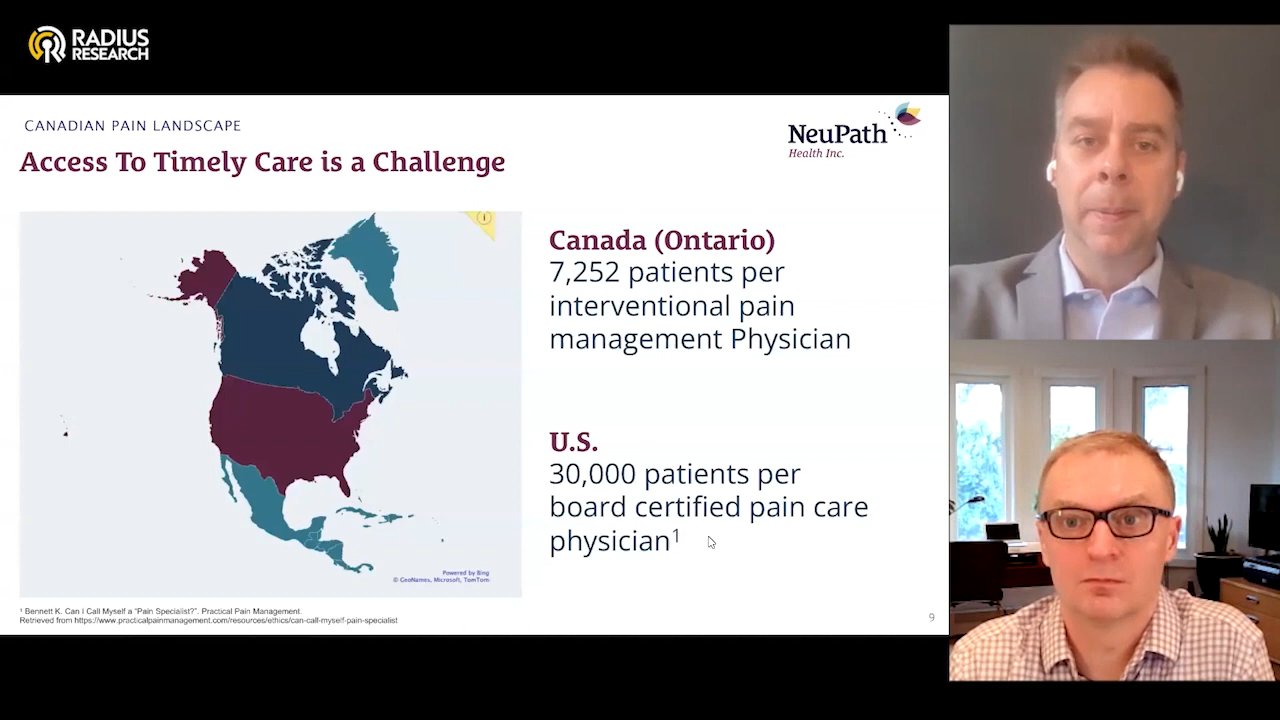 RADIUS
RESEARCH
CANADIAN PAIN LANDSCAPE
Access To Timely Care is a Challenge
NeuPath
Health Inc.
i
Canada (Ontario)
7,252 patients per
interventional pain
management Physician
U.S.
30,000 patients per
board certified pain care
physician¹
Powered by Bing
© GeoNames, Microsoft, TomTom
¹ Bennett K. Can I Call Myself a "Pain Specialist?". Practical Pain Management.
Retrieved from https://www.practicalpainmanagement.com/resources/ethics/can-call-myself-pain-specialist
9